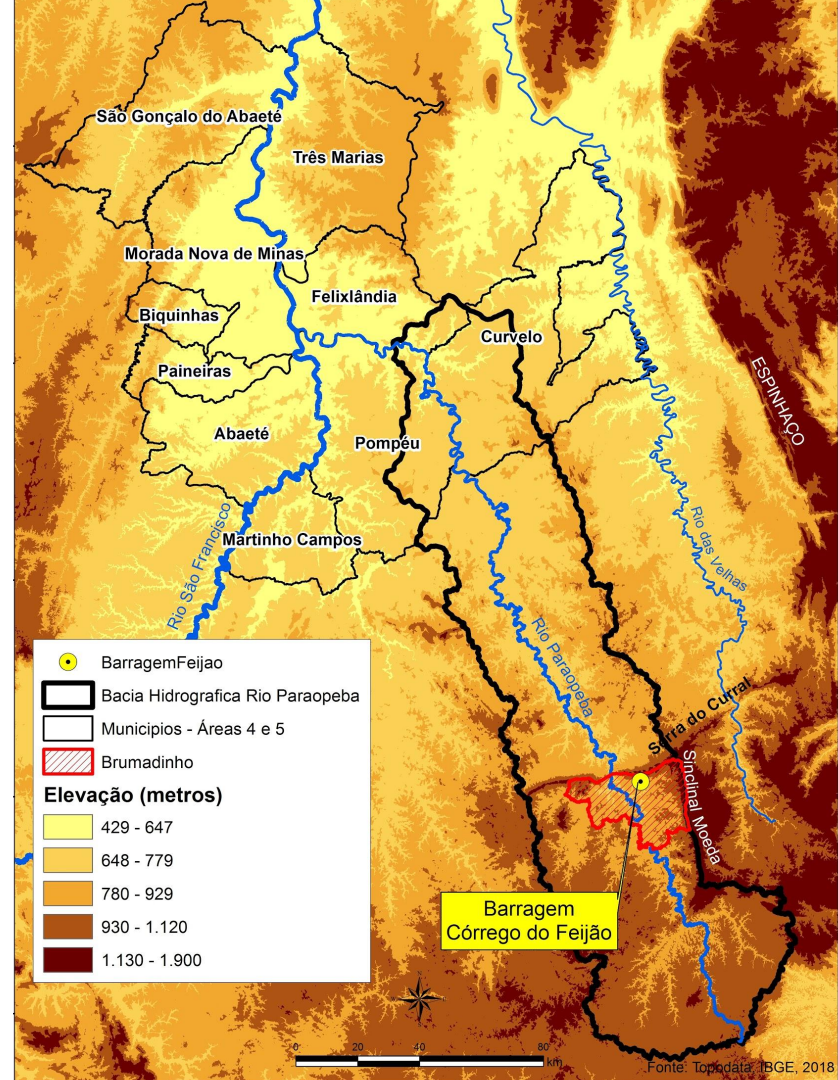 São Gonçalo do Abaeté
Três Marias
Morada Nova de Minas
Felixlândia
Biquinhas
Curvelo
Paineiras
ESPINHAÇO
Abaeté
Pompéu
Rio São Francisco
Martinho Campos
Rio das Velhas
Rio Paraopeba
Serra do Curral
Sinclinal Moeda
BarragemFeijao
Bacia Hidrografica Rio Paraopeba
Municipios - Áreas 4 e 5
Brumadinho
Elevação (metros)
429 - 647
648 - 779
780 - 929
930 - 1.120
1.130 - 1.900
Barragem
Córrego do Feijão
0 20 40 80
km
Fonte: Topodata, IBGE, 2018